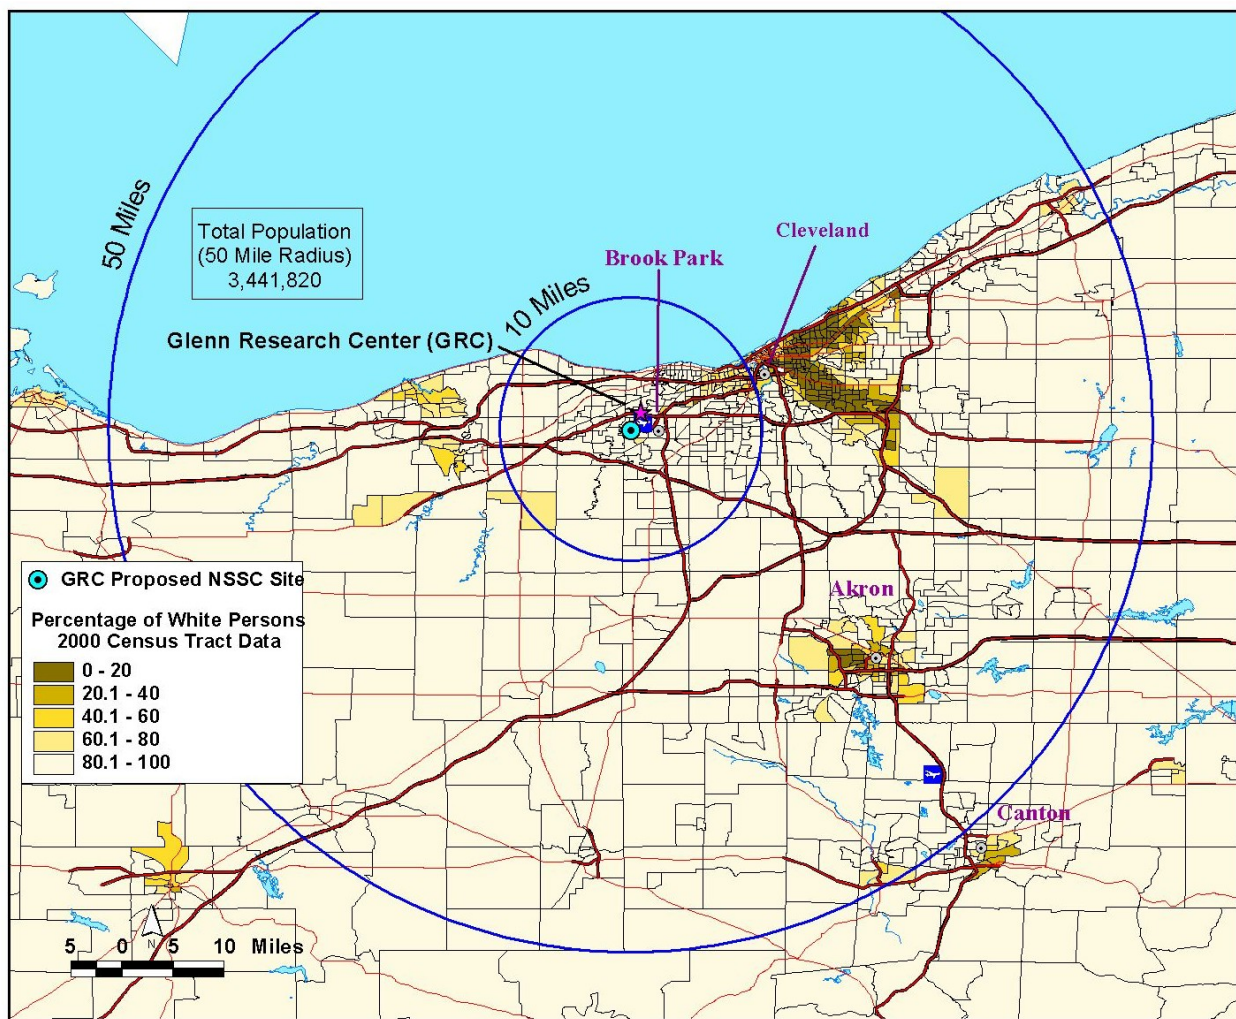 50 Miles
Total Population
(50 Mile Radius)
3,441,820
Cleveland
Brook Park
10 Miles
Glenn Research Center (GRC)
GRC Proposed NSSC Site
Percentage of White Persons
2000 Census Tract Data
0 - 20
20.1 - 40
40.1 - 60
60.1 - 80
80.1 - 100
Akron
Canton
N
5 0 5 10 Miles